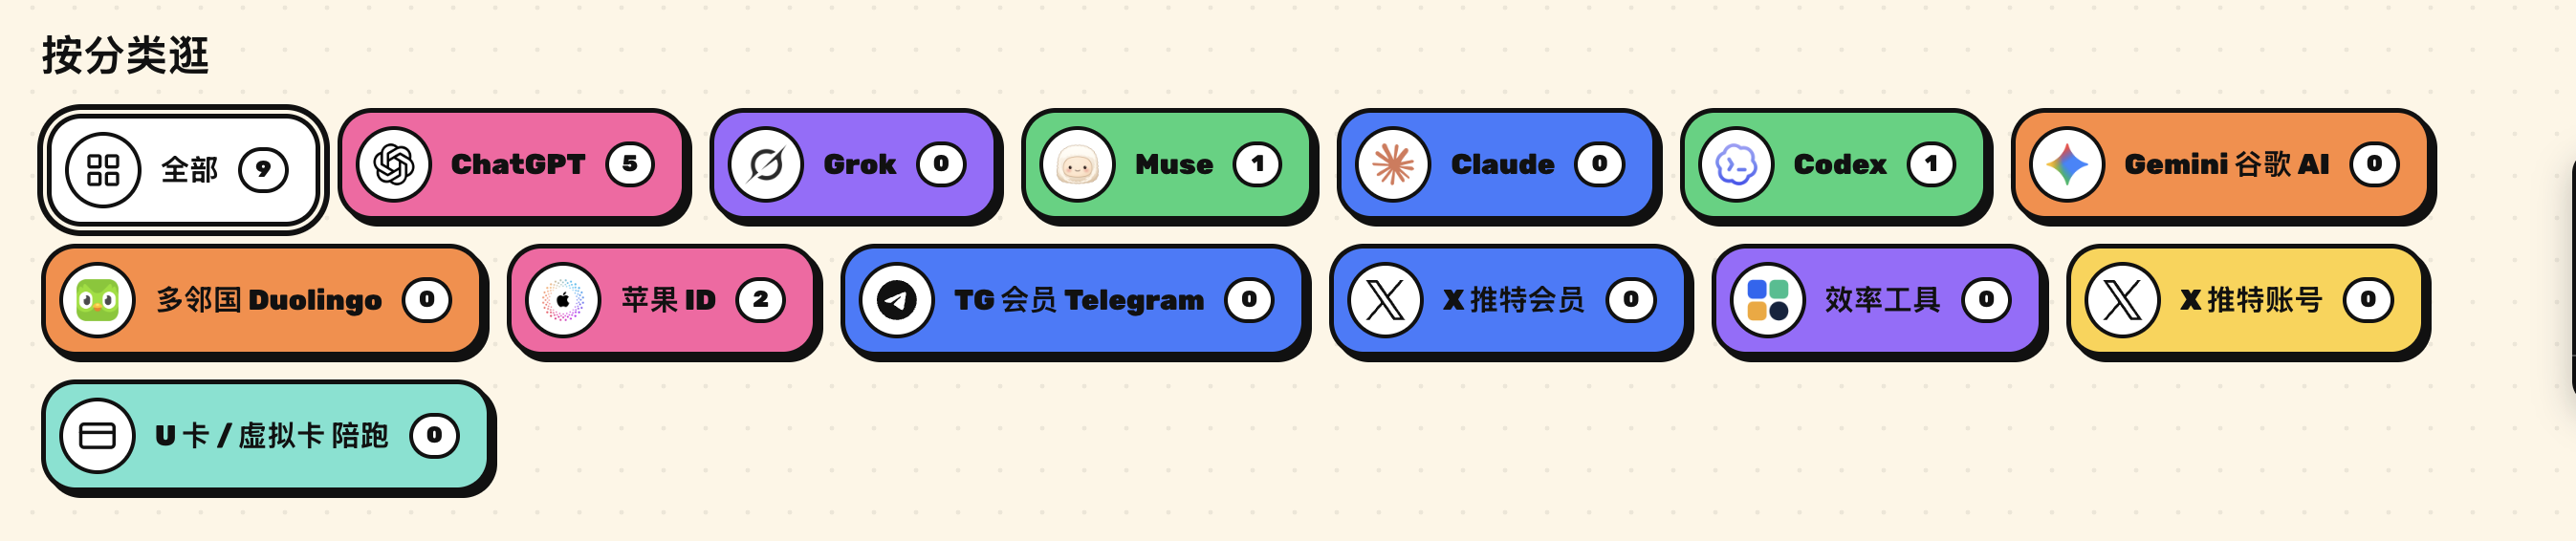 按分类逛
全部 9 ChatGPT 5 Grok 0 Muse 1 Claude 0 Codex 1 Gemini 谷歌 AI 0
多邻国 Duolingo 0 苹果 ID 2 TG 会员 Telegram 0 X 推特会员 0 效率工具 0 X 推特账号 0
U 卡 / 虚拟卡 陪跑 0